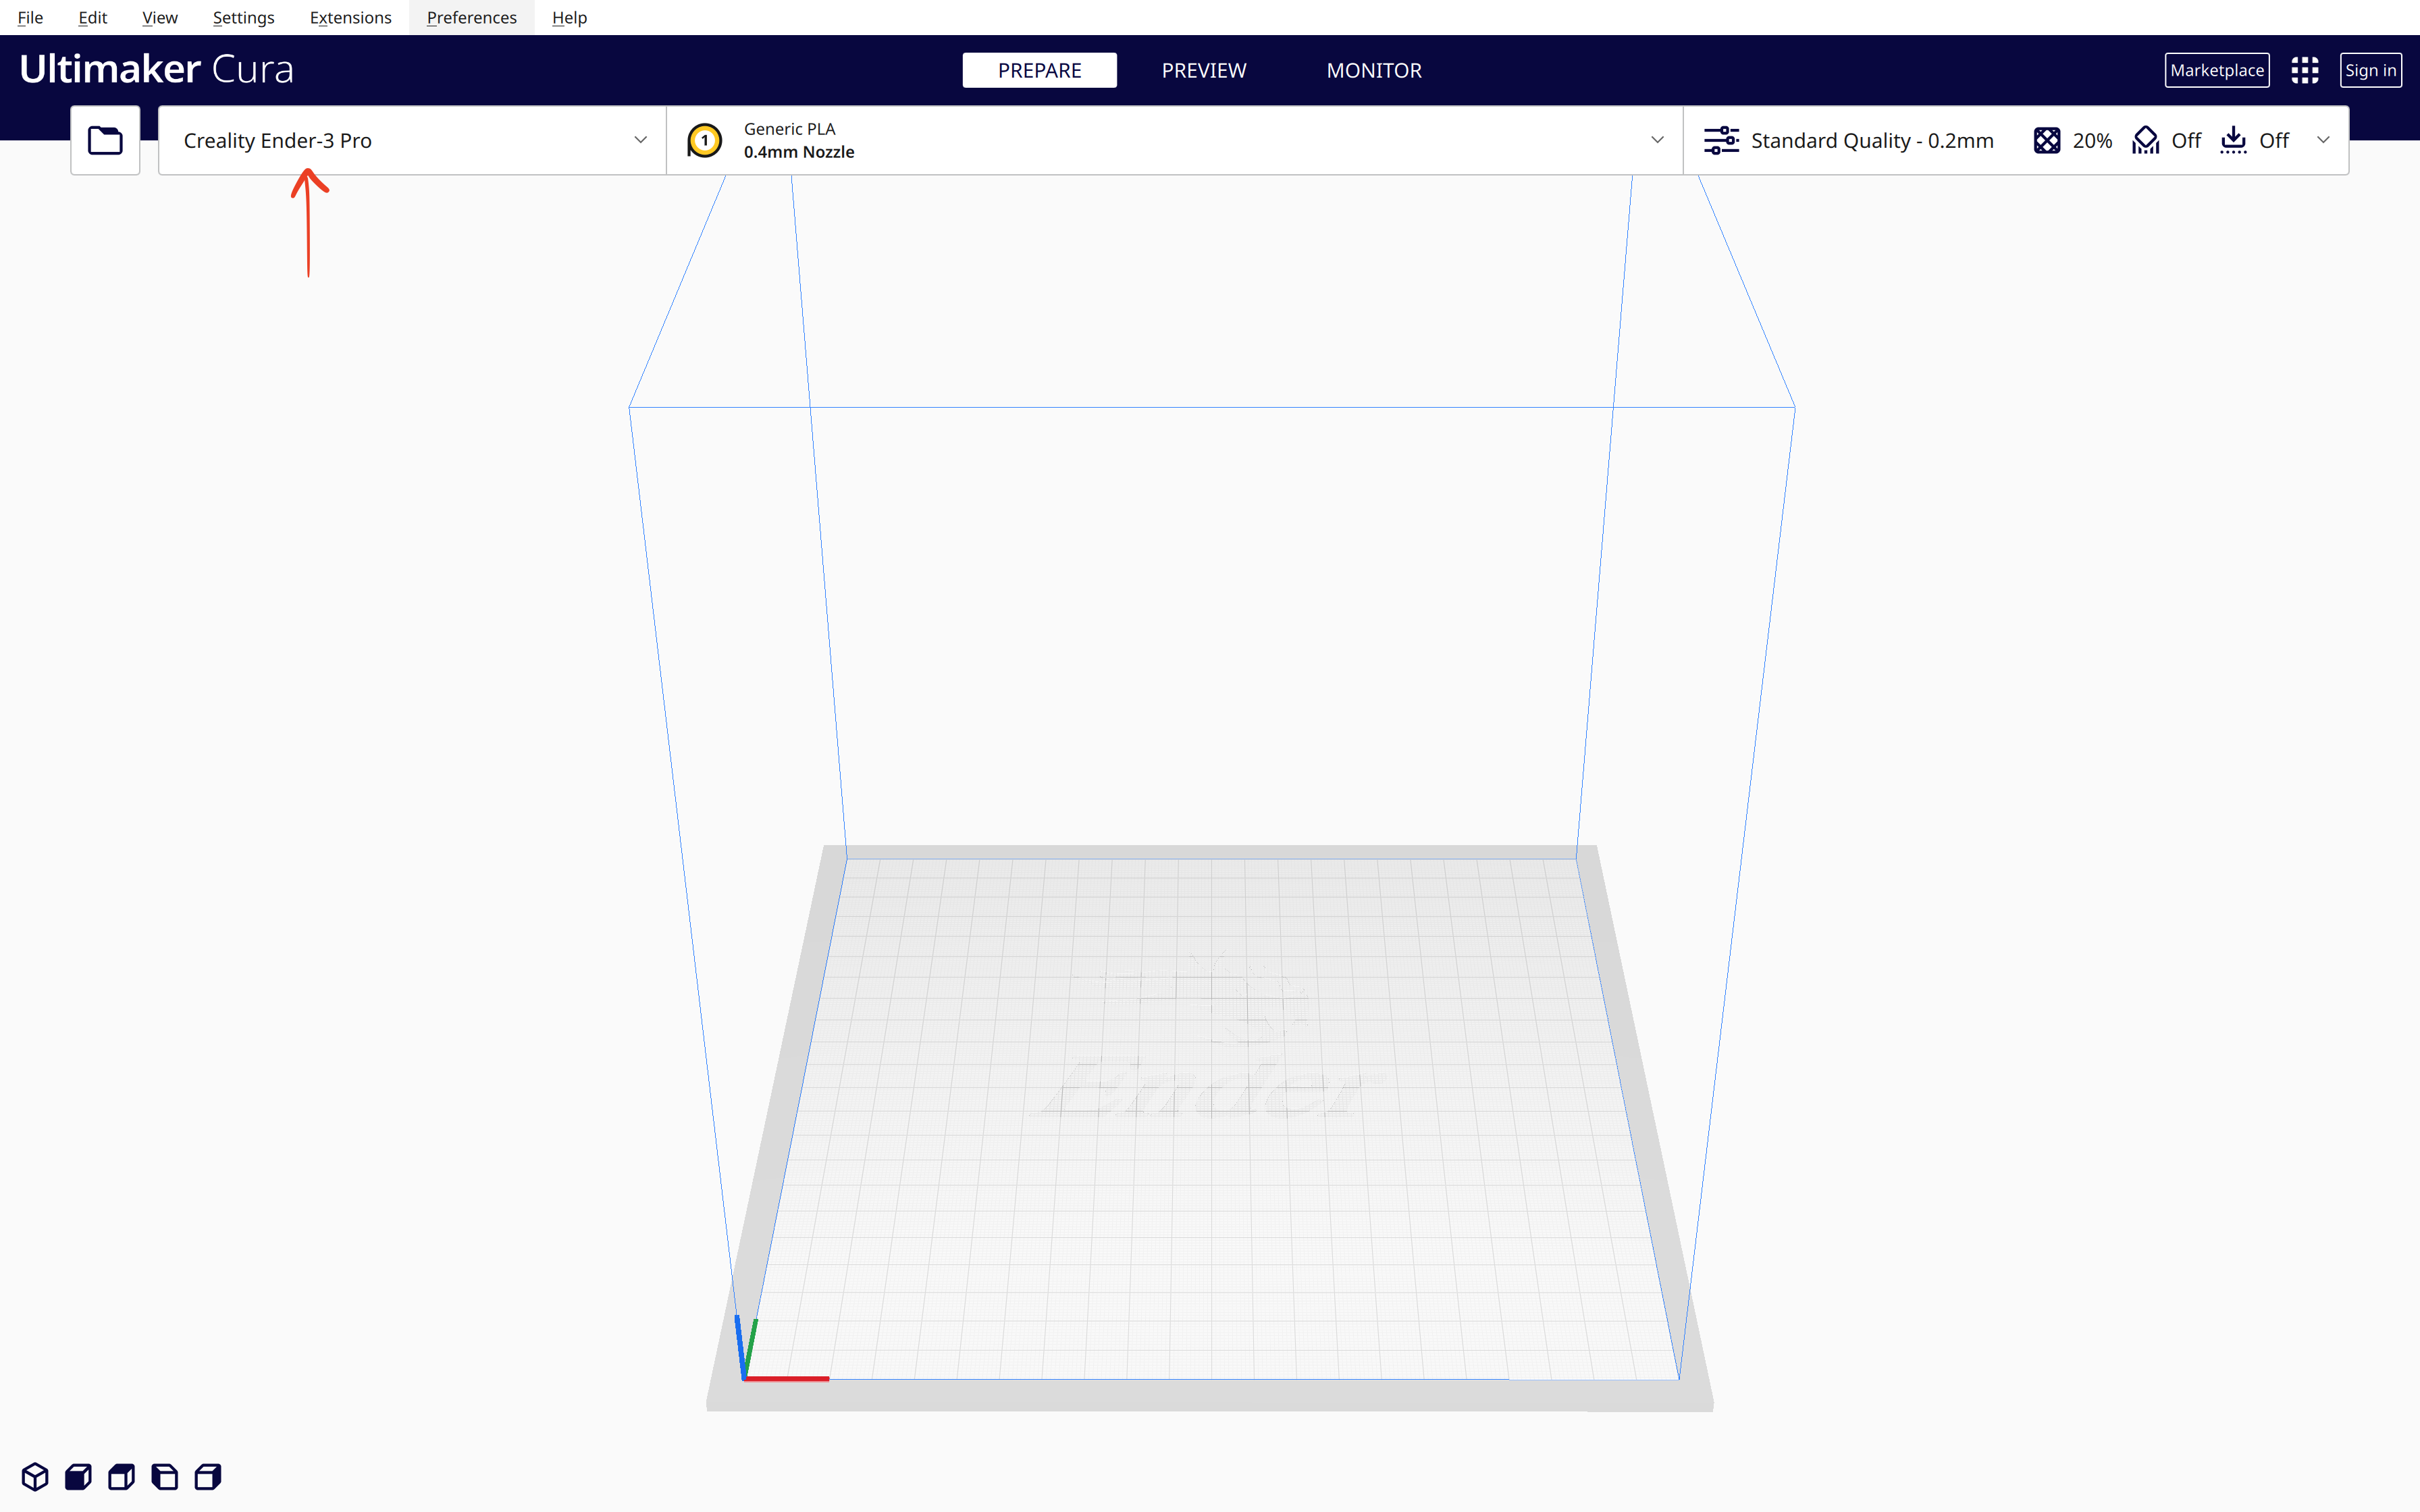 File Edit View Settings Extensions Preferences Help
Ultimaker Cura PREPARE PREVIEW MONITOR Marketplace Sign in
Creality Ender-3 Pro
1 Generic PLA
0.4mm Nozzle
Standard Quality - 0.2mm 20% Off Off
Ender